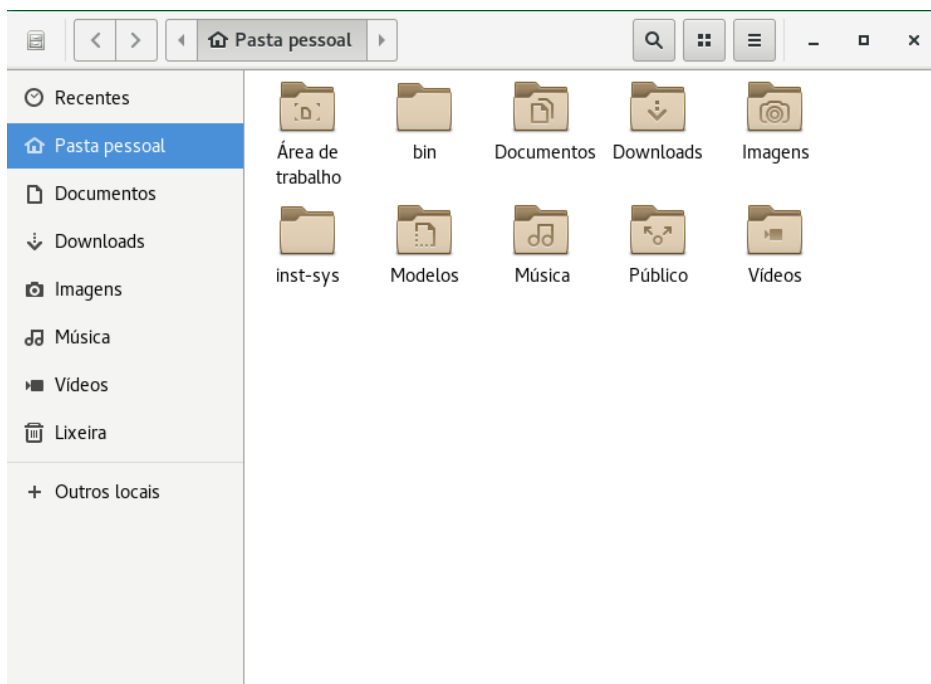 Pasta pessoal
Recentes
Pasta pessoal
Documentos
Downloads
Imagens
Música
Vídeos
Lixeira
Outros locais
Área de
trabalho
bin
Documentos
Downloads
Imagens
inst-sys
Modelos
Música
Público
Vídeos